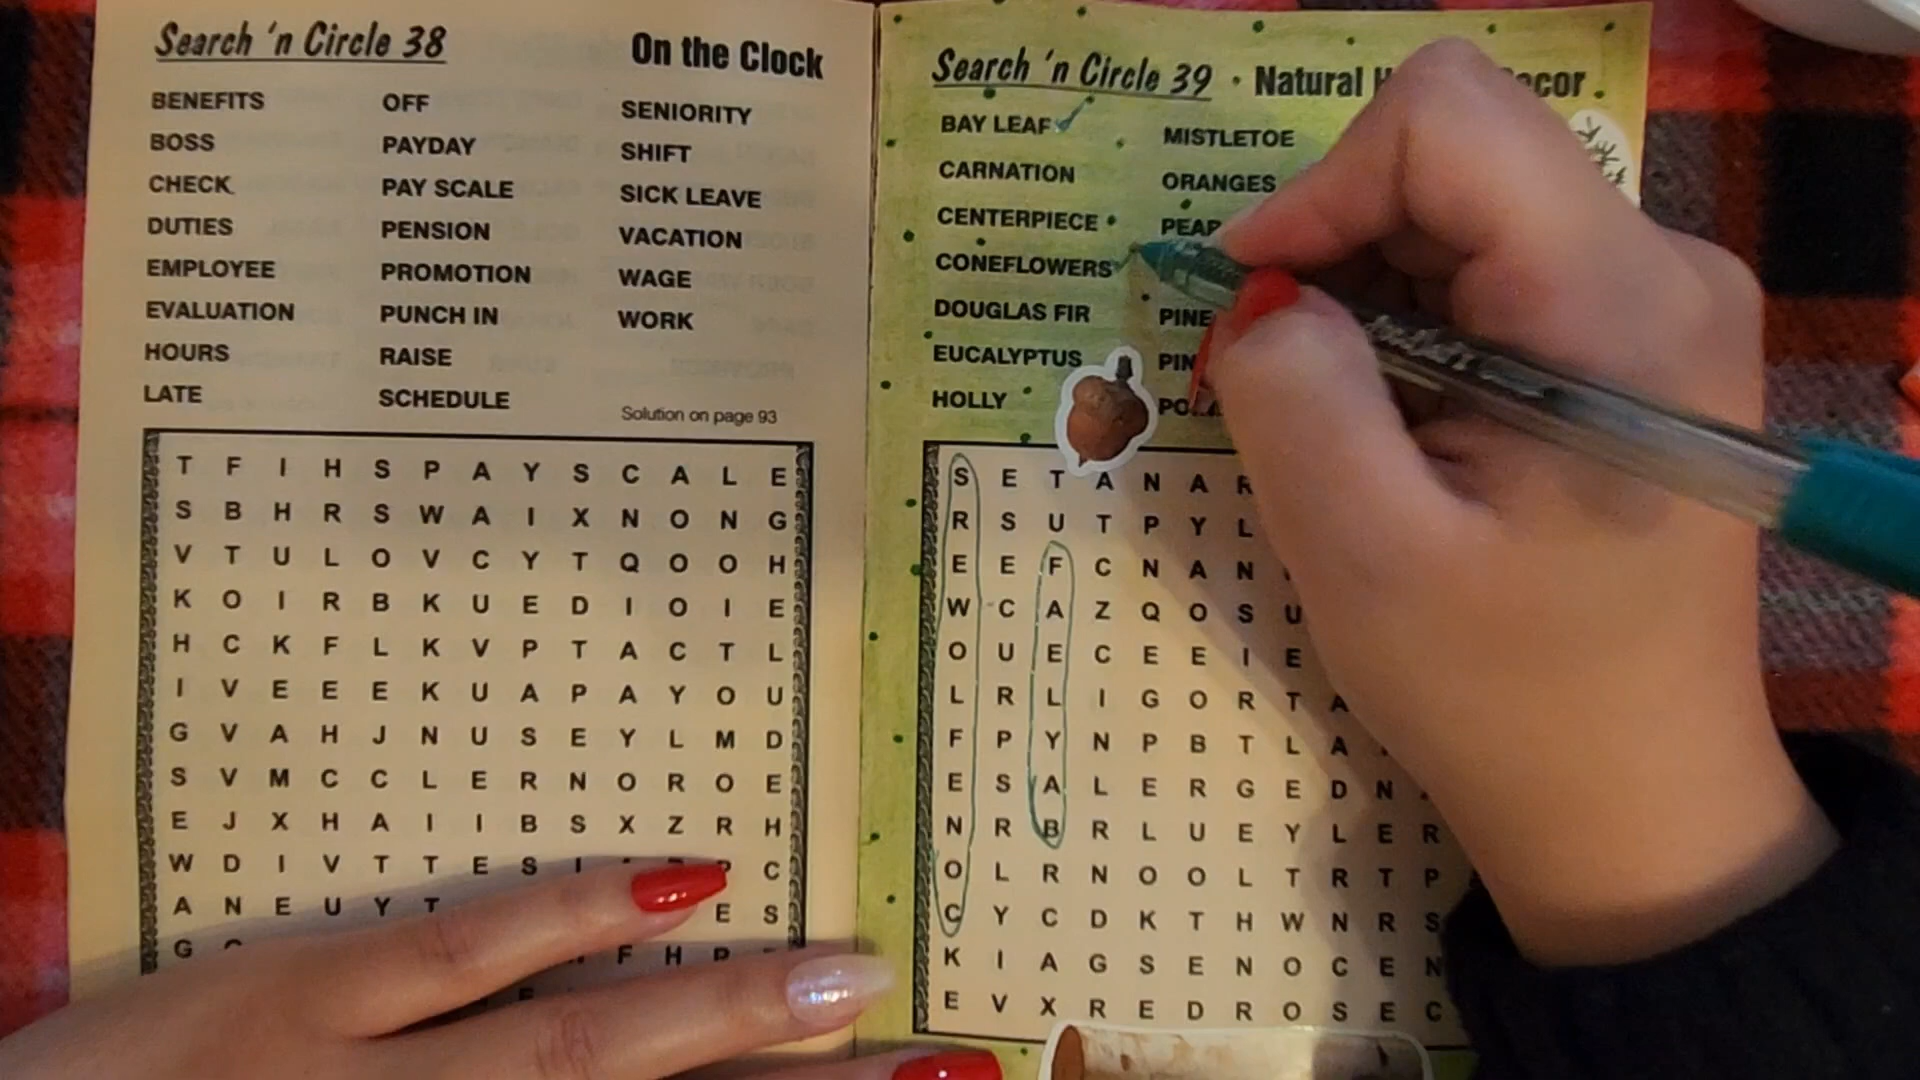 Search 'n Circle 38
On the Clock
BENEFITS
BOSS
CHECK
DUTIES
EMPLOYEE
EVALUATION
HOURS
LATE
OFF
PAYDAY
PAY SCALE
PENSION
PROMOTION
PUNCH IN
RAISE
SCHEDULE
SENIORITY
SHIFT
SICK LEAVE
VACATION
WAGE
WORK
Solution on page 93
T F I H S P A Y S C A L E
S B H R S W A I X N O N G
V T U L O V C Y T Q O O H
K O I R B K U E D I O I E
H C K F L K V P T A C T L
I V E E E K U A P A Y O U
G V A H J N U S E Y L M D
S V M C C L E R N O R O E
E J X H A I I B S X Z R H
W D I V T T E S I C
A N E U Y T E S
G F H
Search 'n Circle 39 · Natural
BAY LEAF
CARNATION
CENTERPIECE
CONEFLOWERS
DOUGLAS FIR
EUCALYPTUS
HOLLY
MISTLETOE
ORANGES
PINE
S E T A N A R
R S U T P Y L
E E F C N A N
W C A Z Q O S U
O U E C E E I E
L R L I G O R T A
F P Y N P B T L A
E S A L E R G E D N
N R B R L U E Y L E R
O L R N O O L T R T P
C Y C D K T H W N R S
K I A G S E N O C E N
E V X R E D R O S E C